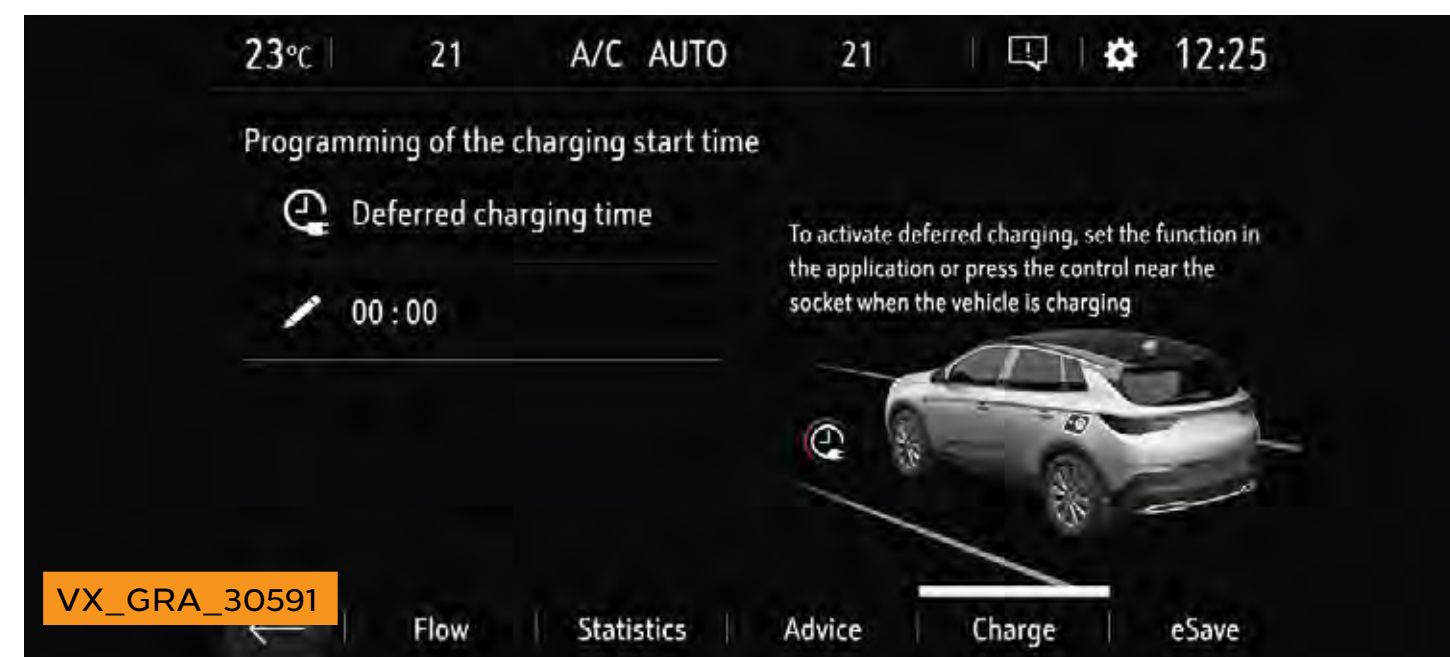 23°C 21 A/C AUTO 21 12:25
Programming of the charging start time
Deferred charging time
00 : 00
To activate deferred charging, set the function in
the application or press the control near the
socket when the vehicle is charging
VX_GRA_30591
Flow Statistics Advice Charge eSave